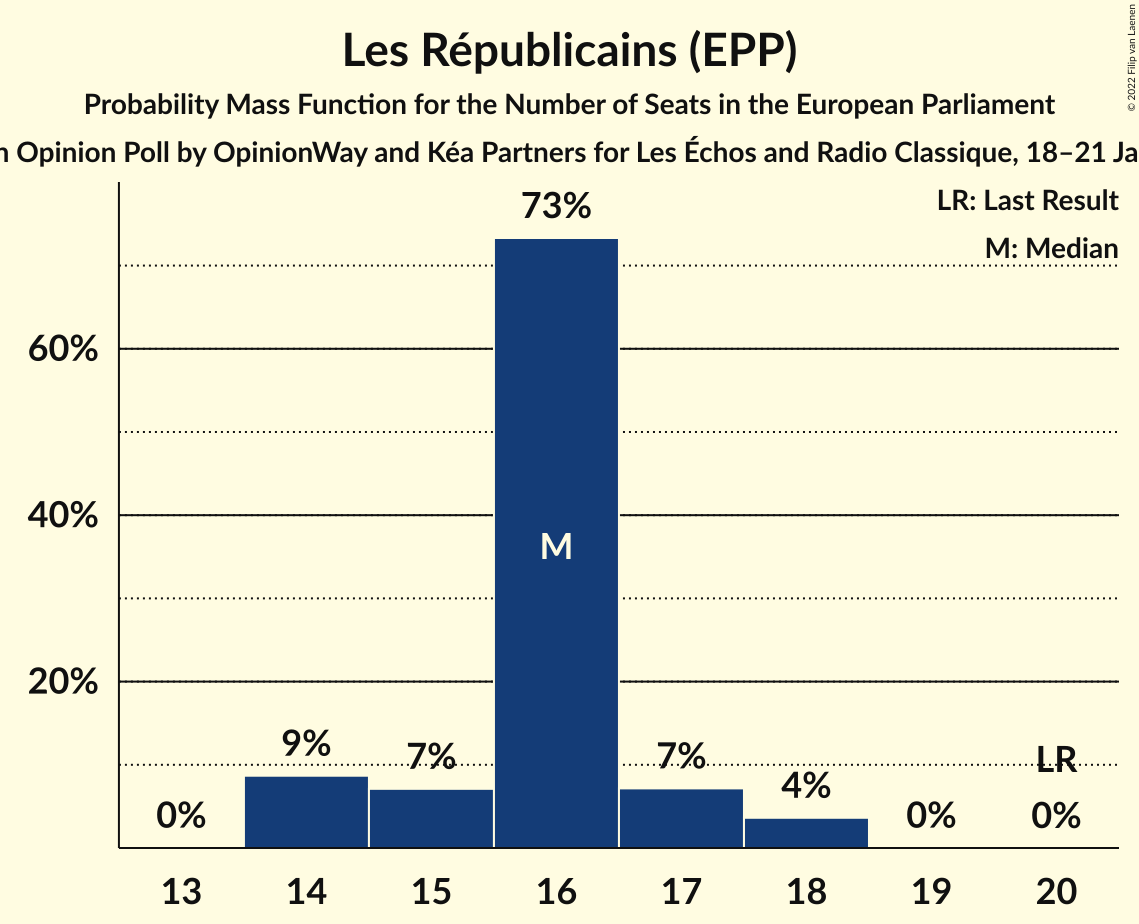 Les Républicains (EPP)
Probability Mass Function for the Number of Seats in the European Parliament
Opinion Poll by OpinionWay and Kéa Partners for Les Échos and Radio Classique, 18–21
© 2022 Filip van Laenen
LR: Last Result
M: Median
73%
60%
40%
M
20%
9%
7%
7%
4%
LR
0%
0%
0%
13 14 15 16 17 18 19 20